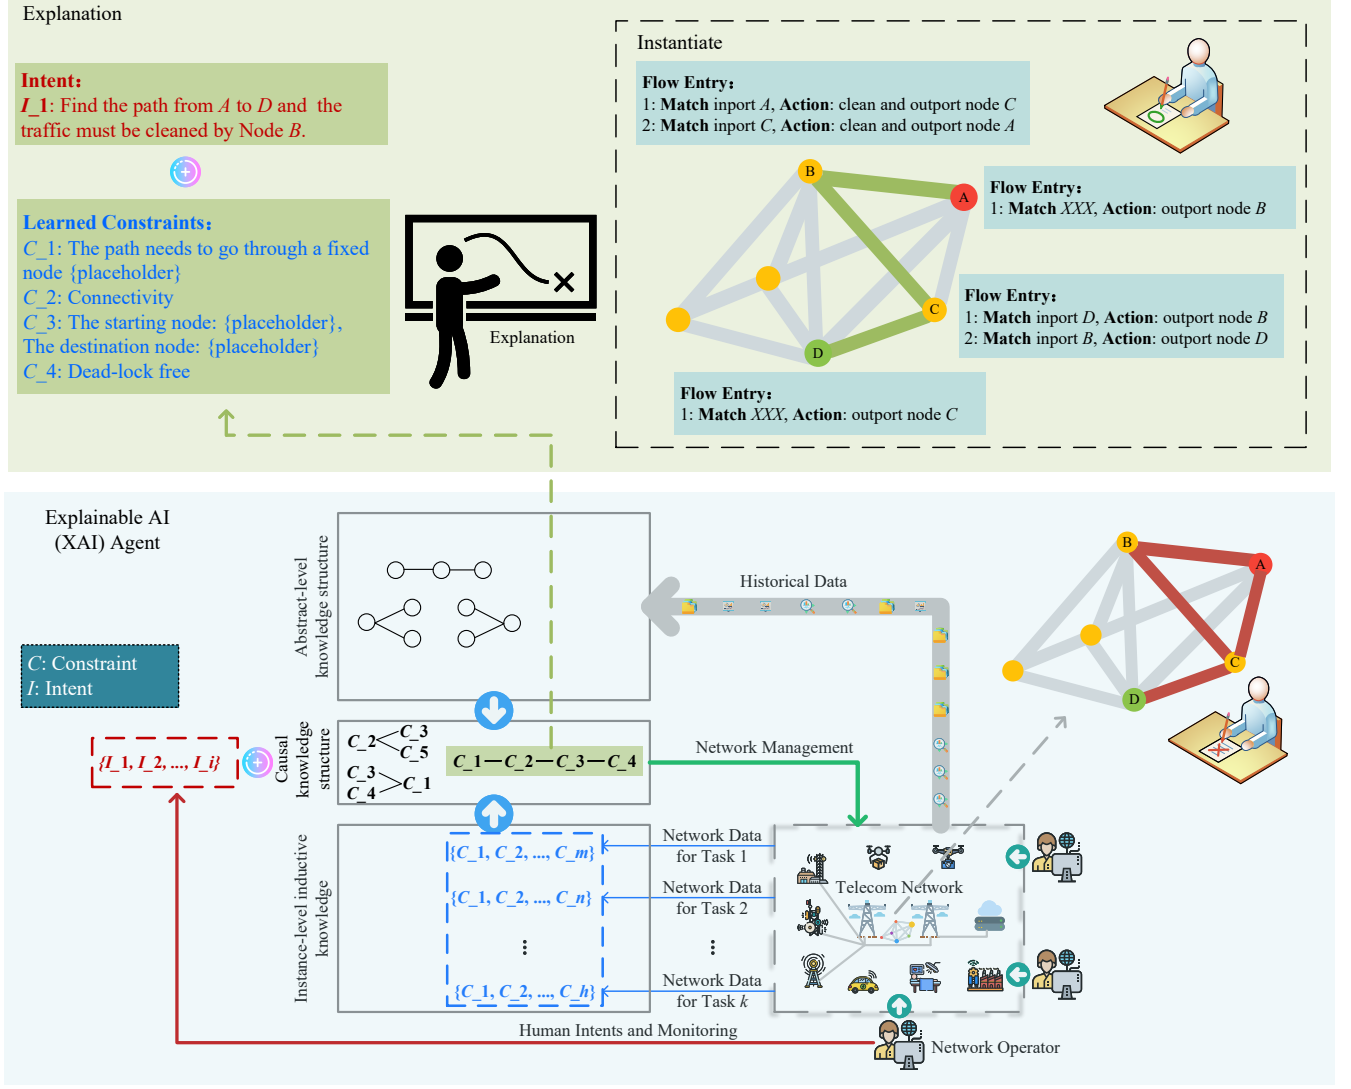 Explanation
Intent：
I_1: Find the path from A to D and the
traffic must be cleaned by Node B.
Learned Constraints：
C_1: The path needs to go through a fixed
node {placeholder}
C_2: Connectivity
C_3: The starting node: {placeholder},
The destination node: {placeholder}
C_4: Dead-lock free
Explanation
Instantiate
Flow Entry：
1: Match inport A, Action: clean and outport node C
2: Match inport C, Action: clean and outport node A
B
A
C
D
Flow Entry：
1: Match XXX, Action: outport node B
Flow Entry：
1: Match inport D, Action: outport node B
2: Match inport B, Action: outport node D
Flow Entry：
1: Match XXX, Action: outport node C
Explainable AI
(XAI) Agent
Abstract-level
knowledge structure
Historical Data
B
A
C
D
C: Constraint
I: Intent
{I_1, I_2, ..., I_i}
Causal
knowledge
structure
C_2
C_3
C_5
C_3
C_4
C_1
C_1 — C_2 — C_3 — C_4
Network Management
Instance-level inductive
knowledge
{C_1, C_2, ..., C_m}
{C_1, C_2, ..., C_n}
⋮
{C_1, C_2, ..., C_h}
Network Data
for Task 1
Network Data
for Task 2
⋮
Network Data
for Task k
Telecom Network
Human Intents and Monitoring
Network Operator